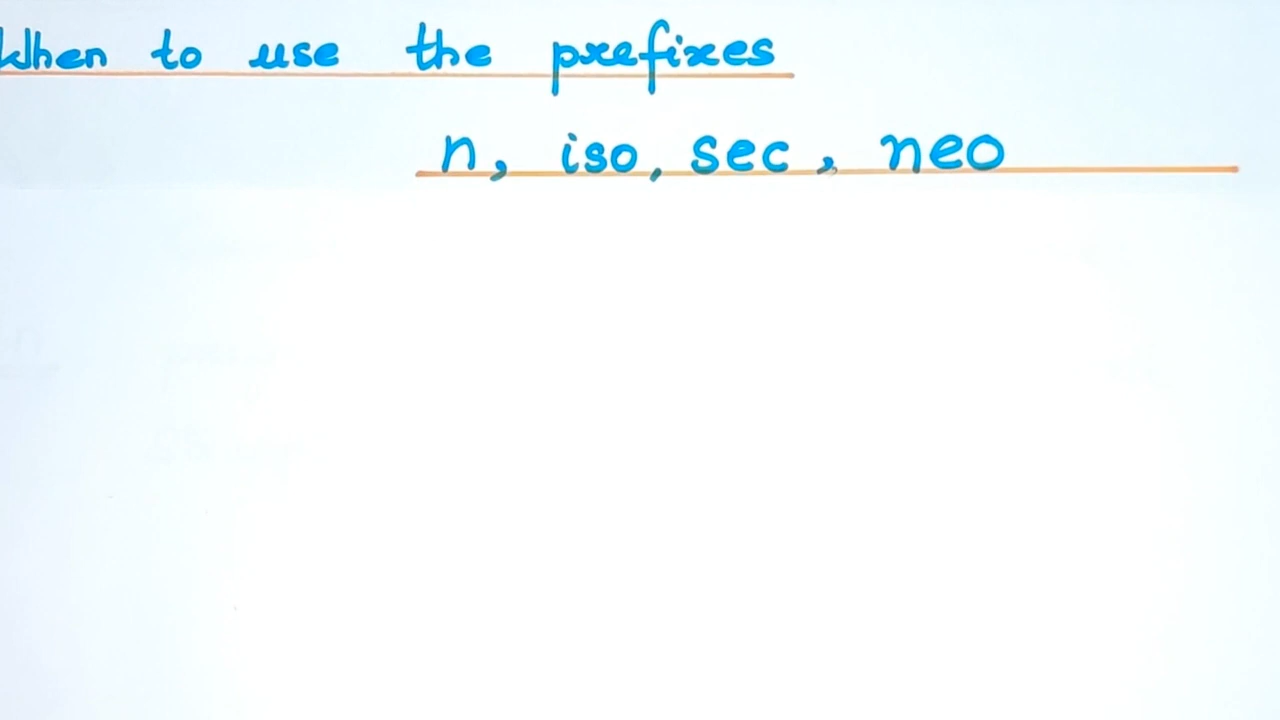 When to use the prefixes
n, iso, sec, neo